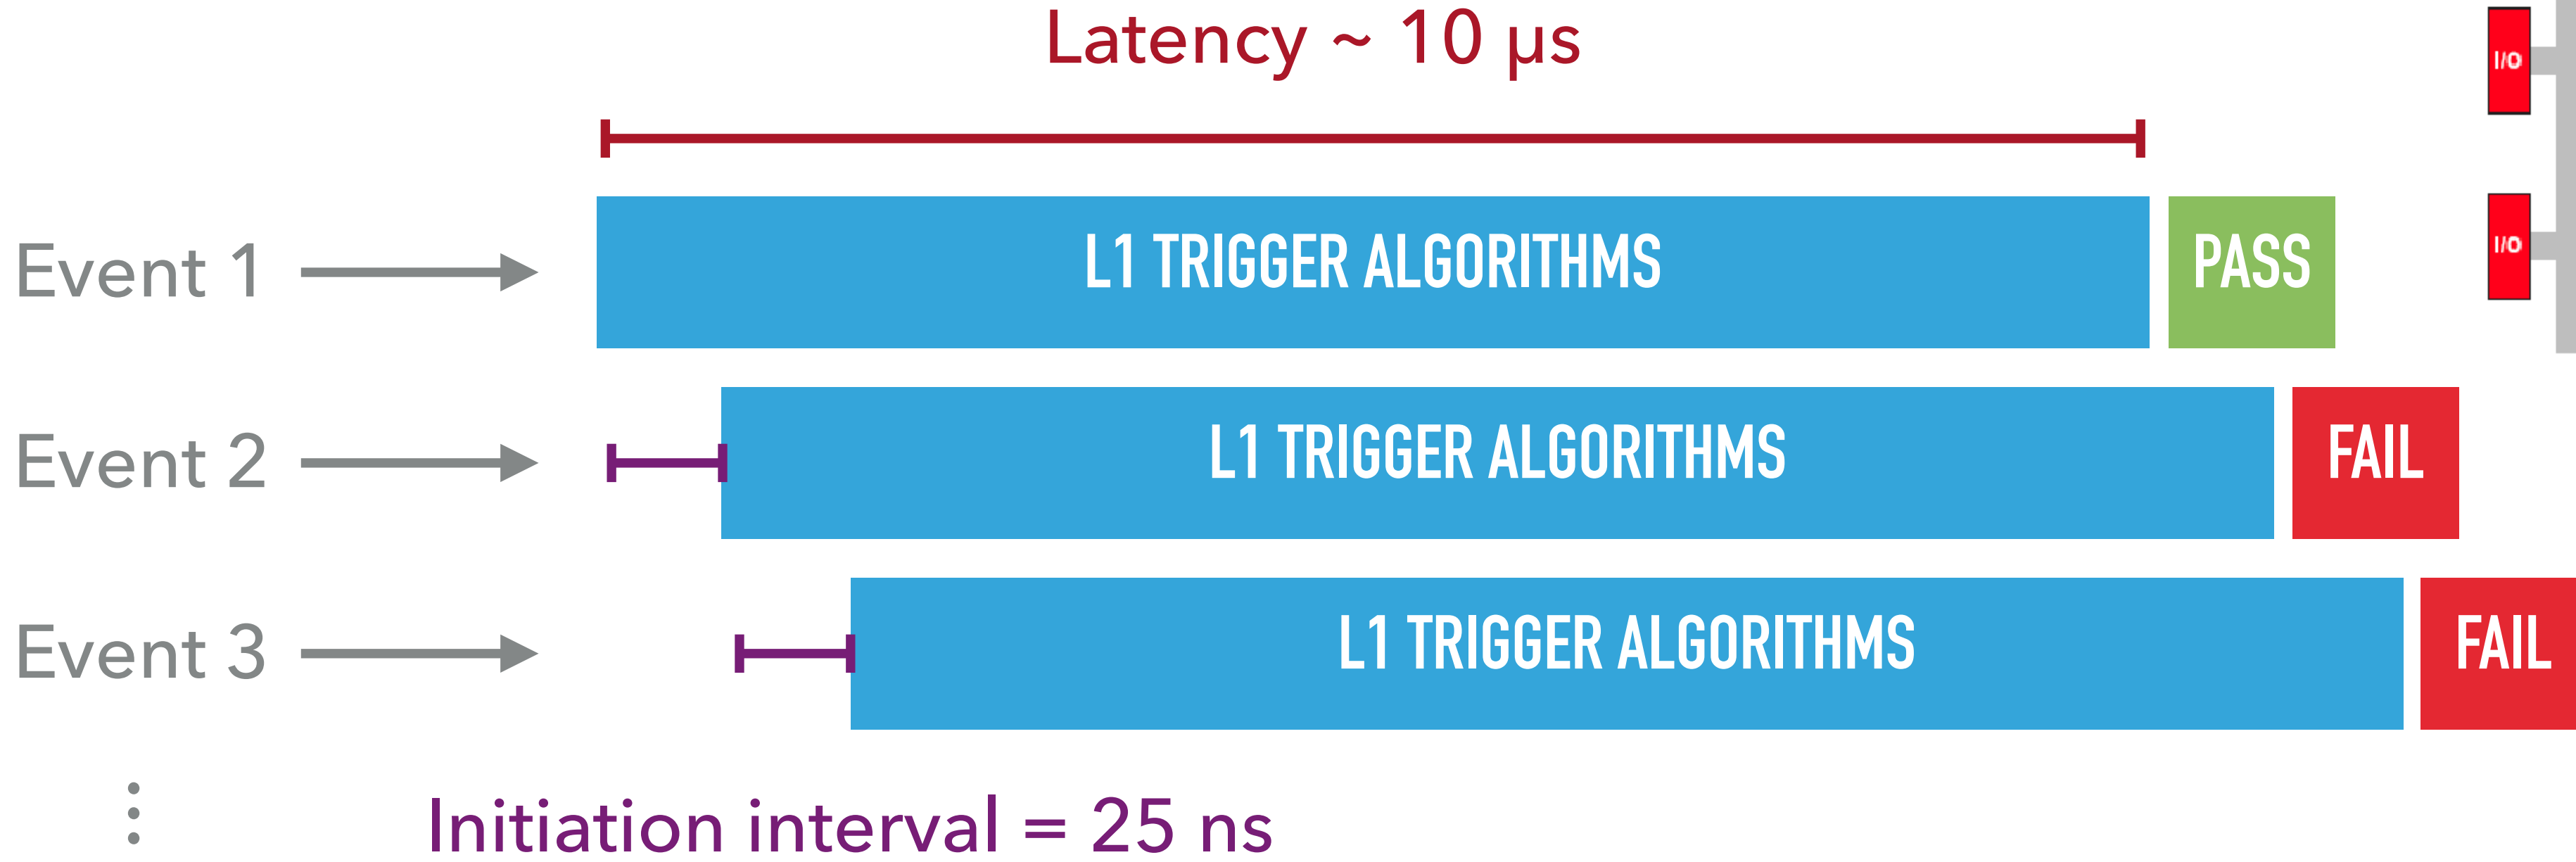 Latency ~ 10 μs
I/O
Event 1
L1 TRIGGER ALGORITHMS
PASS
I/O
Event 2
L1 TRIGGER ALGORITHMS
FAIL
Event 3
L1 TRIGGER ALGORITHMS
FAIL
Initiation interval = 25 ns